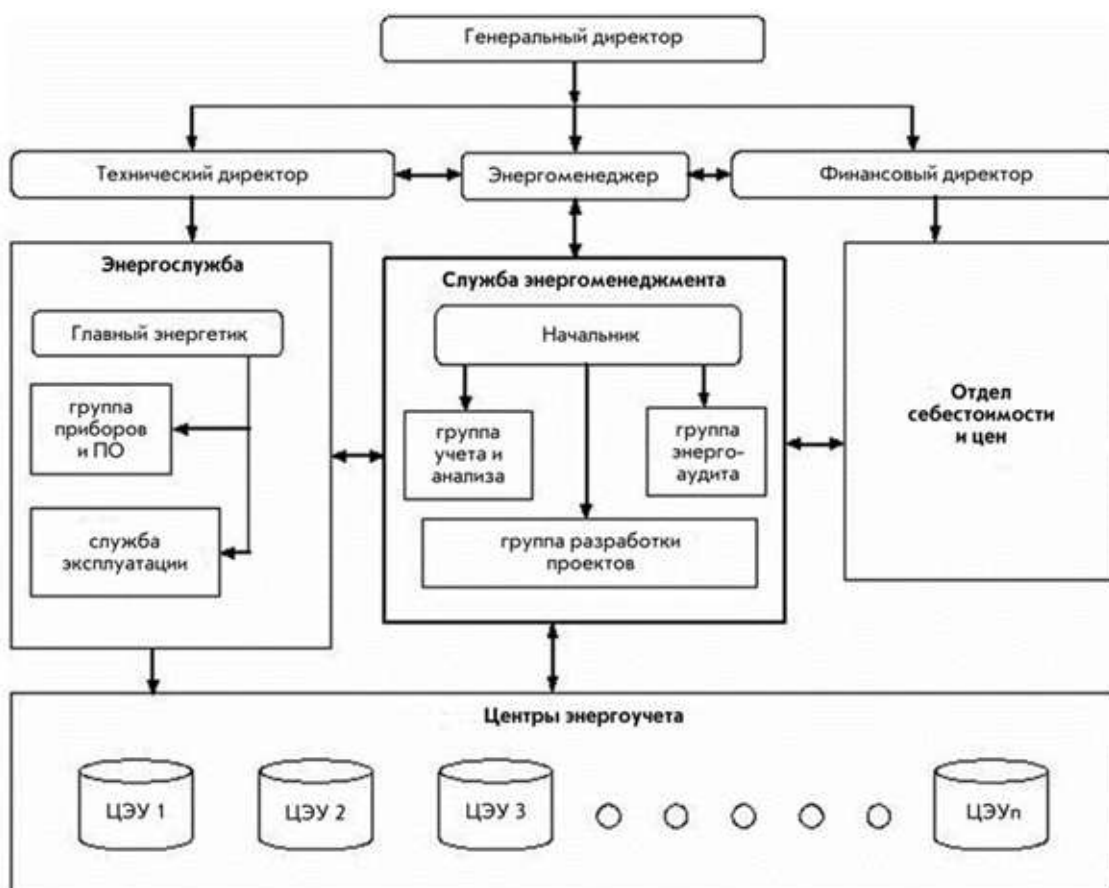 Генеральный директор
Технический директор
Энергоменеджер
Финансовый директор
Энергослужба
Главный энергетик
группа
приборов
и ПО
служба
эксплуатации
Служба энергоменеджмента
Начальник
группа
учета и
анализа
группа
энерго-
аудита
группа разработки
проектов
Отдел
себестоимости
и цен
Центры энергоучета
ЦЭУ 1
ЦЭУ 2
ЦЭУ 3
ЦЭУn